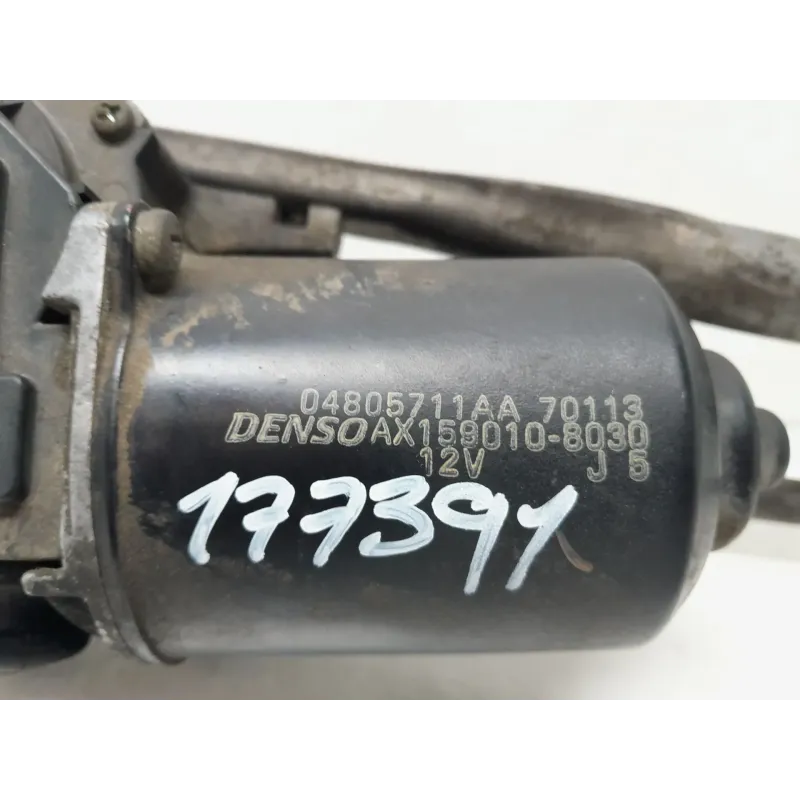 04805711AA 70113
DENSO AX159010-8030
12V J 5
177391